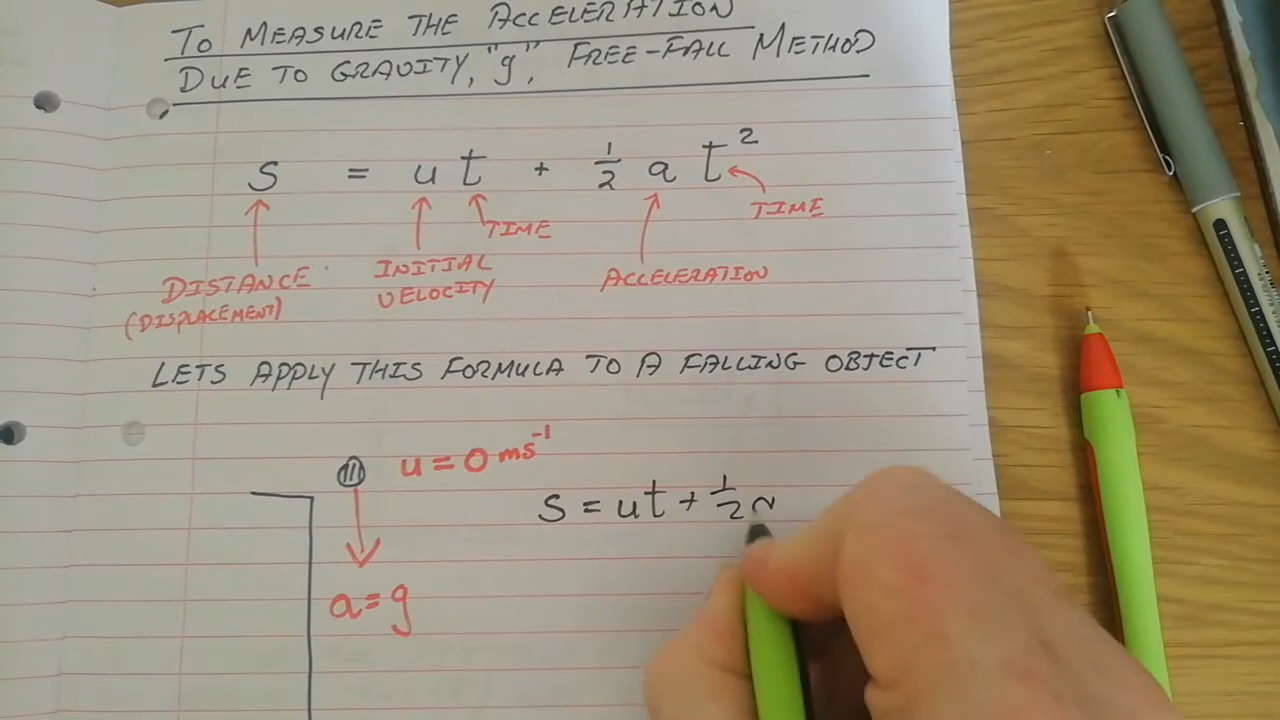 TO MEASURE THE ACCELERATION
DUE TO GRAVITY, "g", FREE-FALL METHOD
s = ut + ½ a t²
TIME
TIME
DISTANCE
(DISPLACEMENT)
INITIAL
VELOCITY
ACCELERATION
LETS APPLY THIS FORMULA TO A FALLING OBJECT
u = 0 ms⁻¹
s = ut + ½
a = g